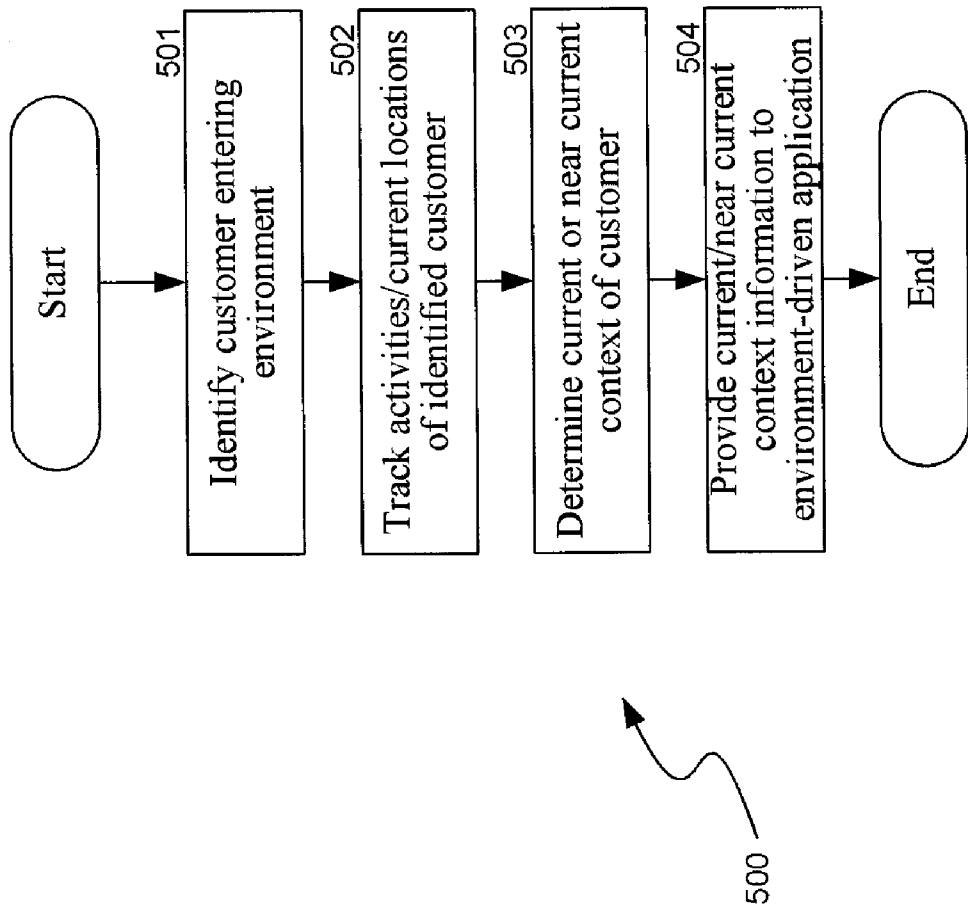 Start
501
Identify customer entering
environment
502
Track activities/current locations
of identified customer
503
Determine current or near current
context of customer
504
Provide current/near current
context information to
environment-driven application
End
500